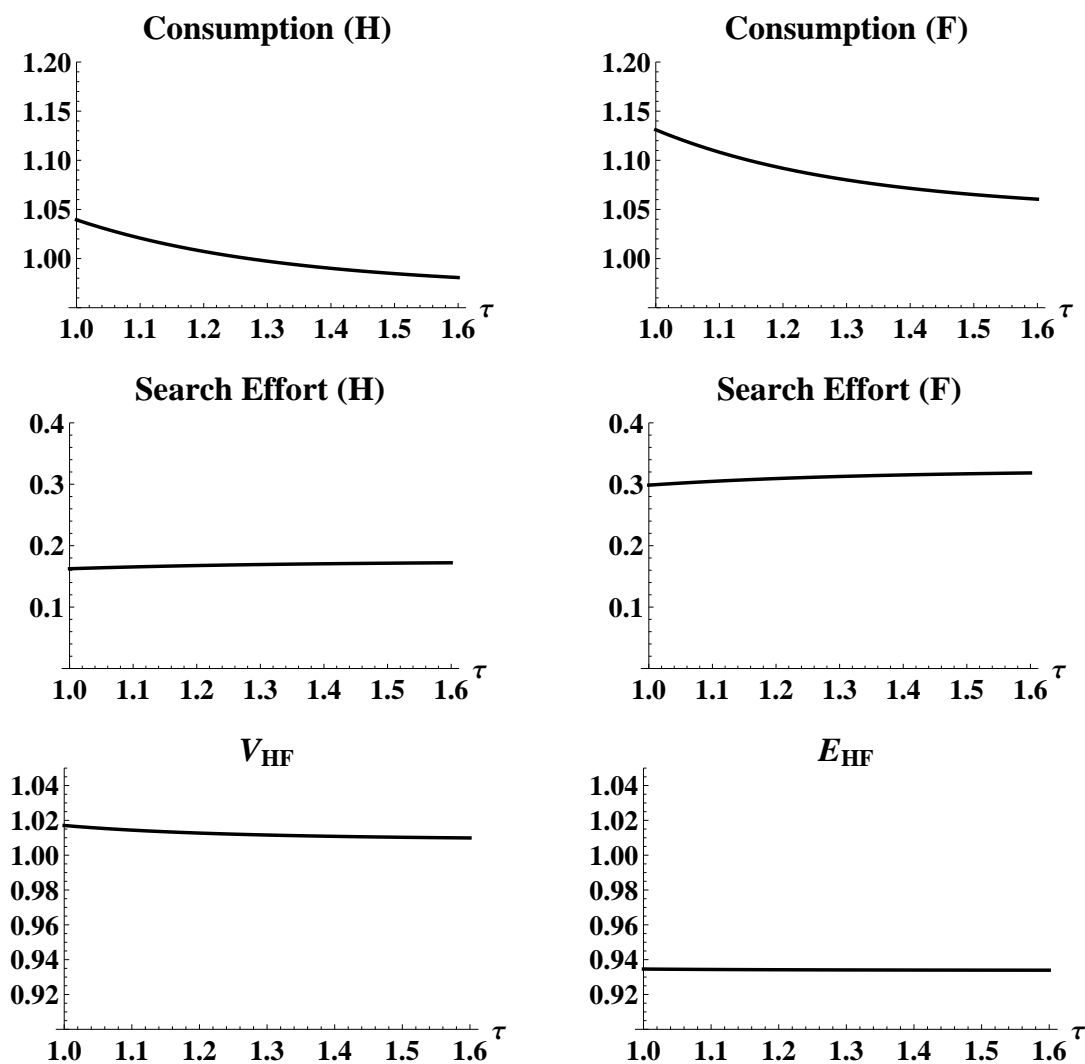 Consumption (H)
1.20
1.15
1.10
1.05
1.00
1.0 1.1 1.2 1.3 1.4 1.5 1.6 τ
Consumption (F)
1.20
1.15
1.10
1.05
1.00
1.0 1.1 1.2 1.3 1.4 1.5 1.6 τ
Search Effort (H)
0.4
0.3
0.2
0.1
1.0 1.1 1.2 1.3 1.4 1.5 1.6 τ
Search Effort (F)
0.4
0.3
0.2
0.1
1.0 1.1 1.2 1.3 1.4 1.5 1.6 τ
V_HF
1.04
1.02
1.00
0.98
0.96
0.94
0.92
1.0 1.1 1.2 1.3 1.4 1.5 1.6 τ
E_HF
1.04
1.02
1.00
0.98
0.96
0.94
0.92
1.0 1.1 1.2 1.3 1.4 1.5 1.6 τ